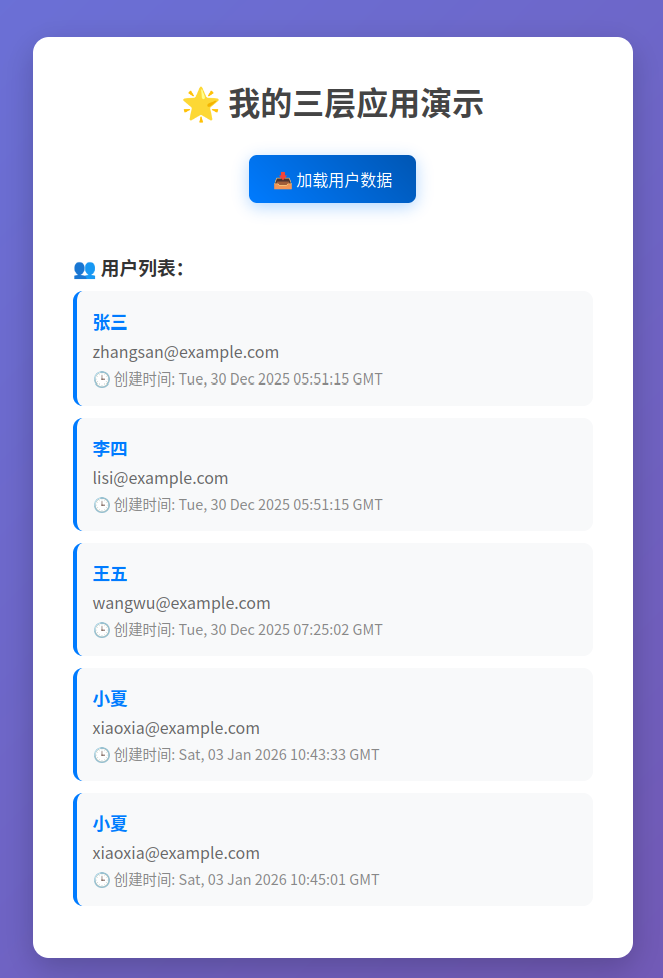 🌟 我的三层应用演示
📥 加载用户数据
👥 用户列表：
张三
zhangsan@example.com
🕒 创建时间: Tue, 30 Dec 2025 05:51:15 GMT
李四
lisi@example.com
🕒 创建时间: Tue, 30 Dec 2025 05:51:15 GMT
王五
wangwu@example.com
🕒 创建时间: Tue, 30 Dec 2025 07:25:02 GMT
小夏
xiaoxia@example.com
🕒 创建时间: Sat, 03 Jan 2026 10:43:33 GMT
小夏
xiaoxia@example.com
🕒 创建时间: Sat, 03 Jan 2026 10:45:01 GMT